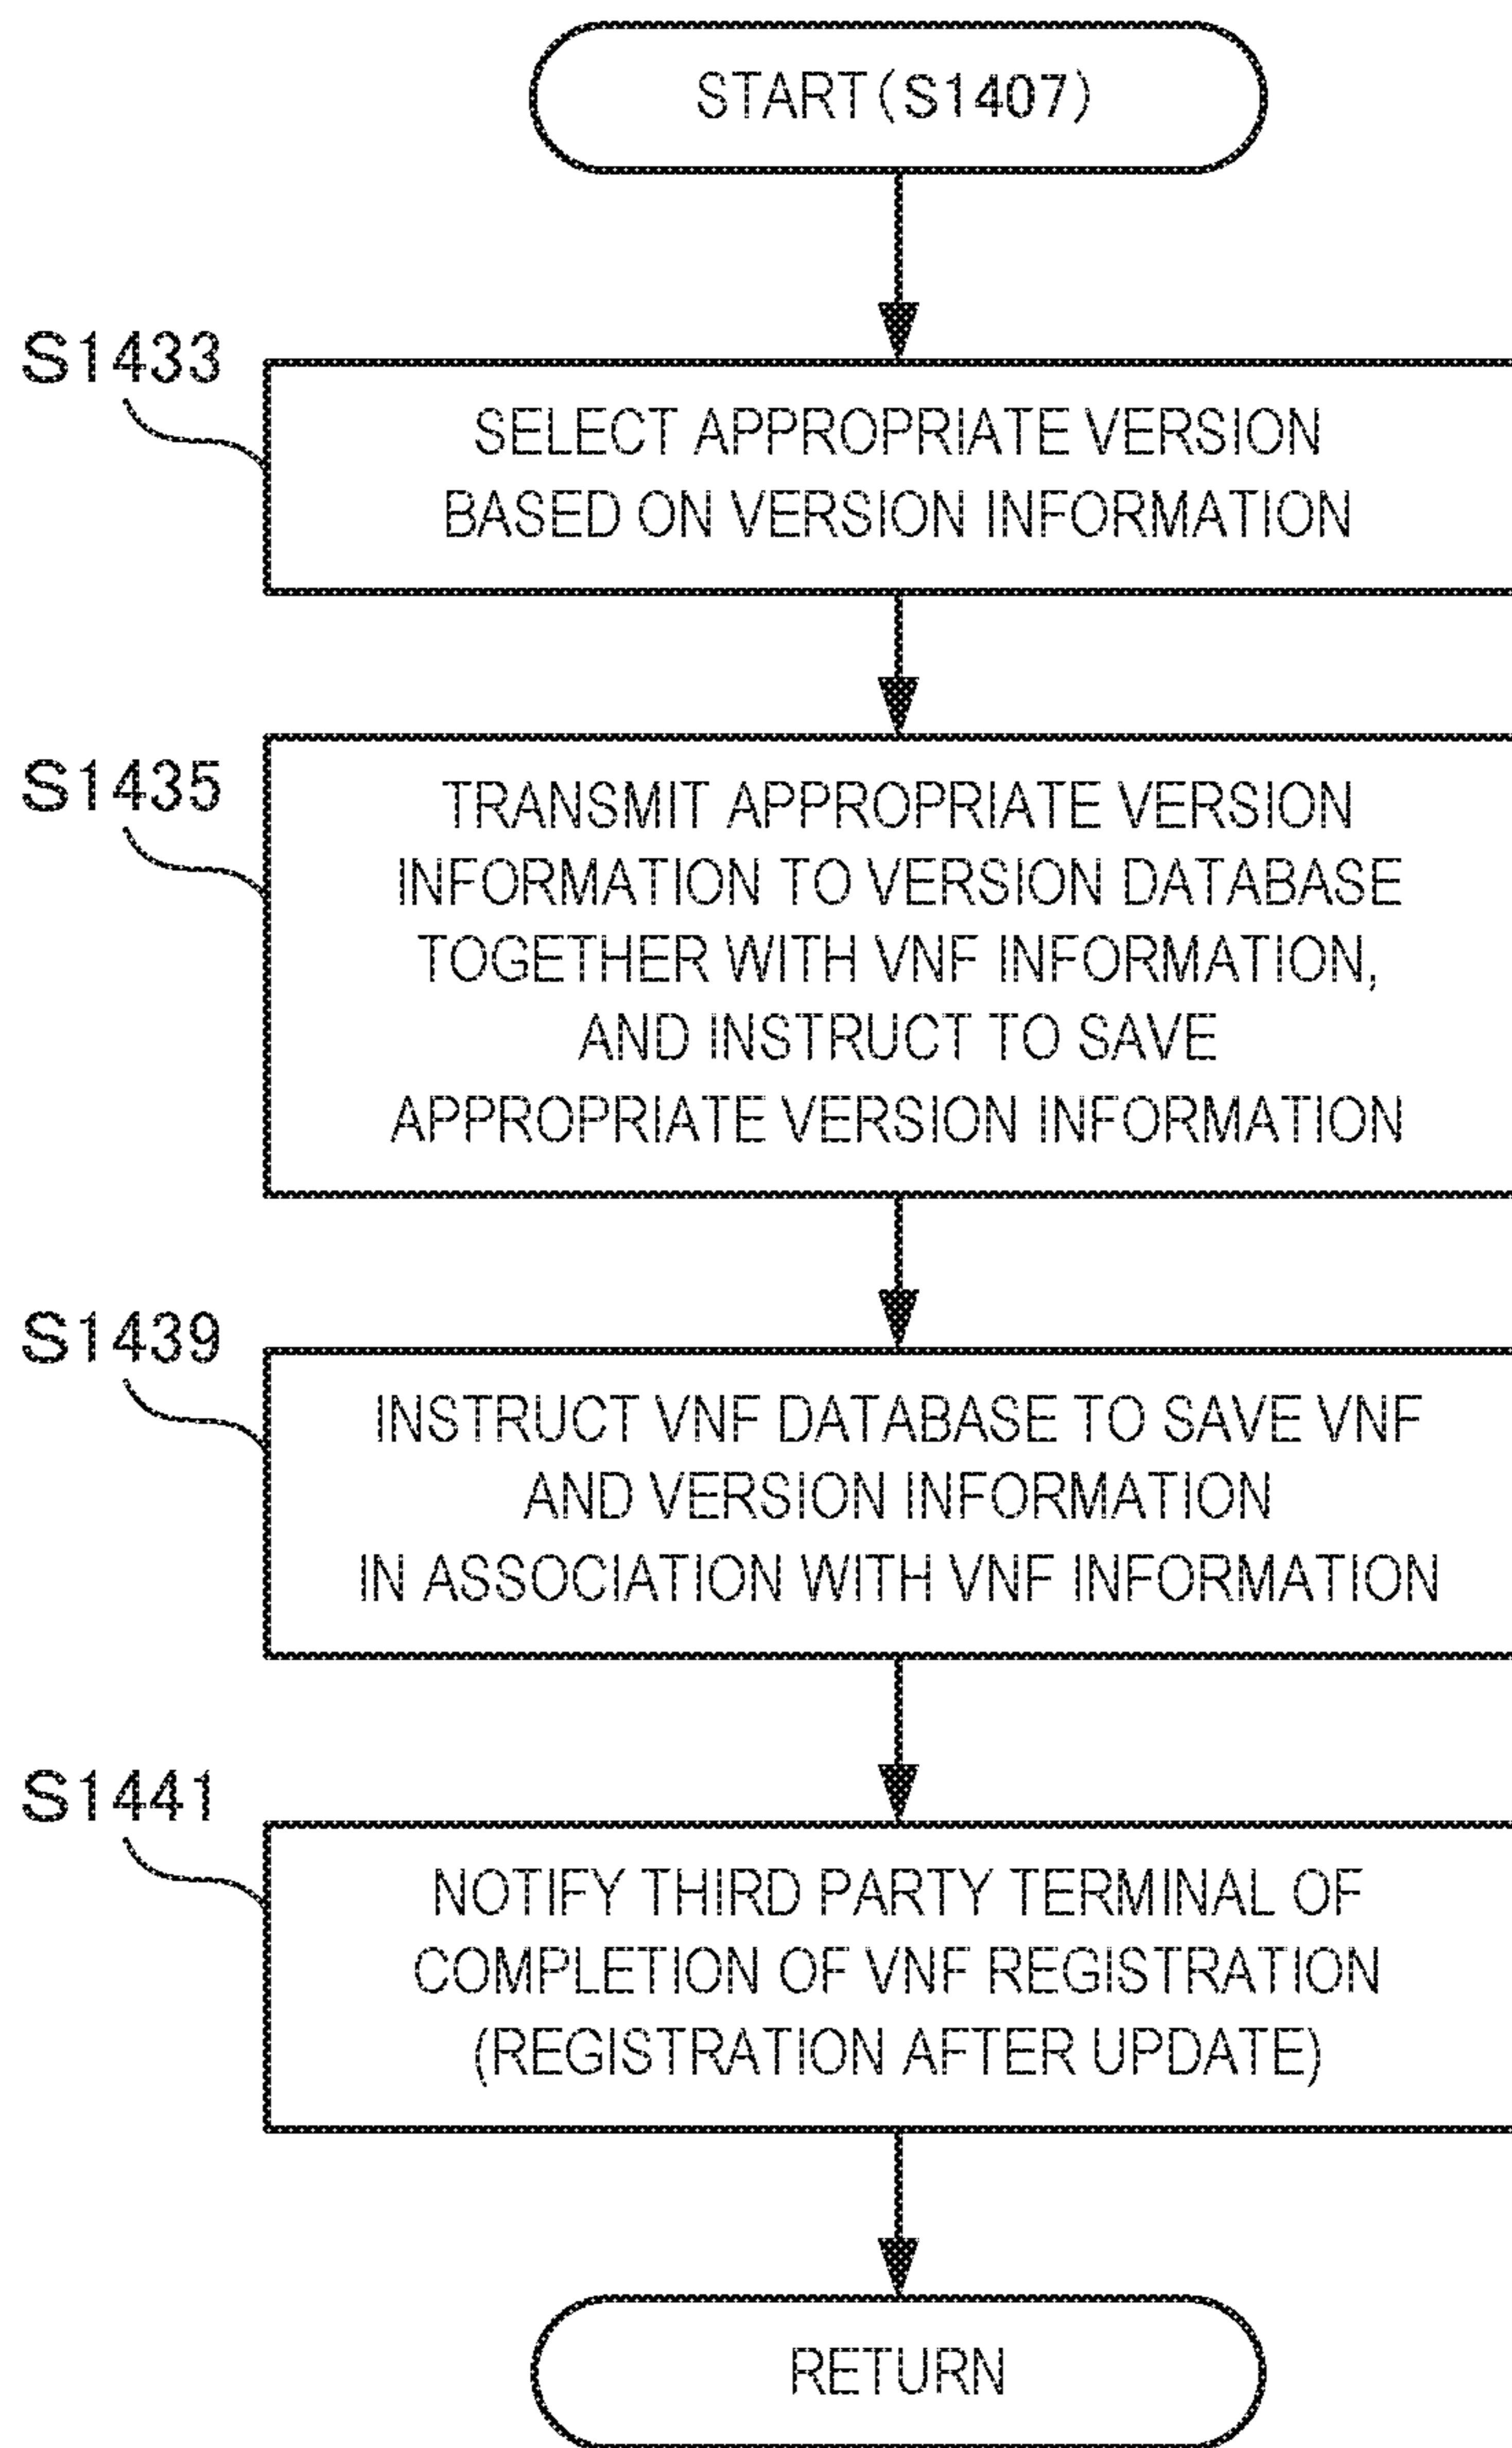 START(S1407)
S1433
SELECT APPROPRIATE VERSION
BASED ON VERSION INFORMATION
S1435
TRANSMIT APPROPRIATE VERSION
INFORMATION TO VERSION DATABASE
TOGETHER WITH VNF INFORMATION,
AND INSTRUCT TO SAVE
APPROPRIATE VERSION INFORMATION
S1439
INSTRUCT VNF DATABASE TO SAVE VNF
AND VERSION INFORMATION
IN ASSOCIATION WITH VNF INFORMATION
S1441
NOTIFY THIRD PARTY TERMINAL OF
COMPLETION OF VNF REGISTRATION
(REGISTRATION AFTER UPDATE)
RETURN